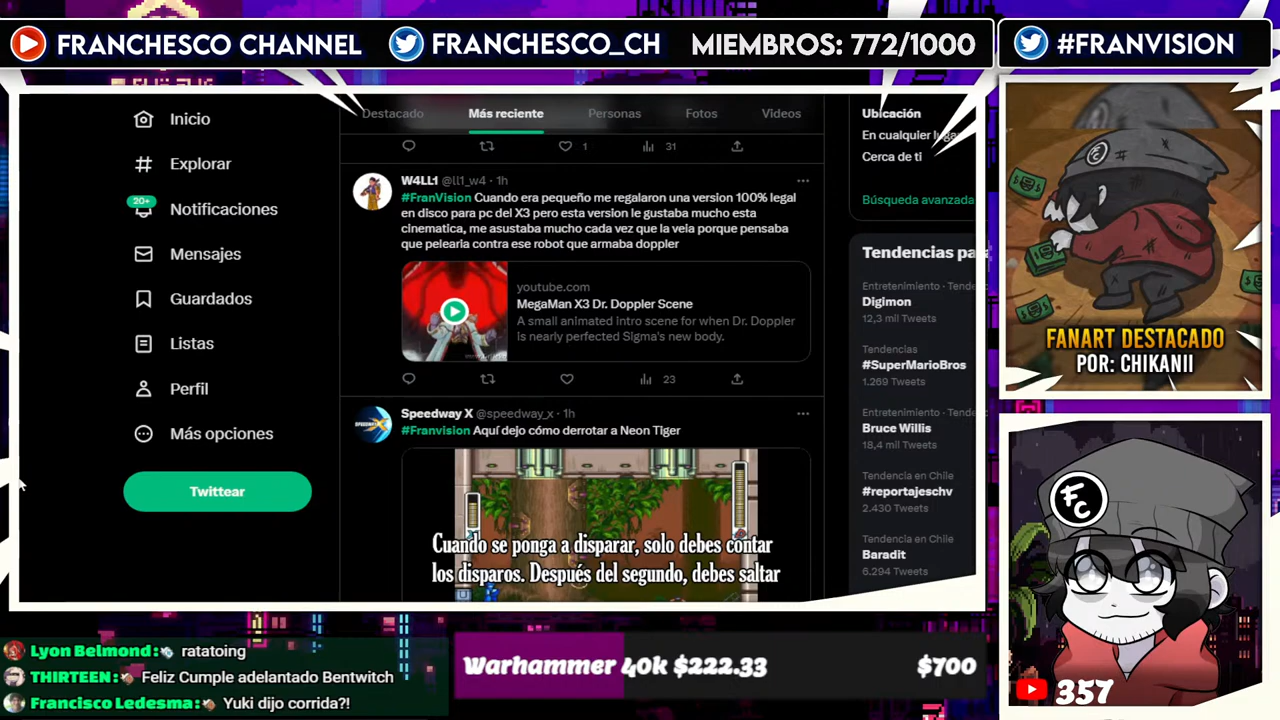 FRANCHESCO CHANNEL
FRANCHESCO_CH
MIEMBROS: 772/1000
#FRANVISION
Inicio
Explorar
20+
Notificaciones
Mensajes
Guardados
Listas
Perfil
Más opciones
Twittear
Destacado
Más reciente
Personas
Fotos
Videos
1
31
W4LL1 @ll1_w4 · 1h
#FranVision Cuando era pequeño me regalaron una version 100% legal
en disco para pc del X3 pero esta version le gustaba mucho esta
cinematica, me asustaba mucho cada vez que la veia porque pensaba
que pelearia contra ese robot que armaba doppler
youtube.com
MegaMan X3 Dr. Doppler Scene
A small animated intro scene for when Dr. Doppler
Is nearly perfected Sigma's new body.
23
Speedway X @speedway_x · 1h
#Franvision Aquí dejo cómo derrotar a Neon Tiger
SPEEDWAY
Cuando se ponga a disparar, solo debes contar
los disparos. Después del segundo, debes saltar
Ubicación
En cualquier lugar
Cerca de ti
Búsqueda avanzada
Tendencias para
Entretenimiento · Tende
Digimon
12,3 mil Tweets
Tendencias
#SuperMarioBros
1.269 Tweets
Entretenimiento · Tende
Bruce Willis
18,4 mil Tweets
Tendencia en Chile
#reportajeschv
2.430 Tweets
Tendencia en Chile
Baradit
6.294 Tweets
FC
FANART DESTACADO
POR: CHIKANII
FC
357
Lyon Belmond: ratatoing
THIRTEEN: Feliz Cumple adelantado Bentwitch
Francisco Ledesma: Yuki dijo corrida?!
Warhammer 40k $222.33
$700